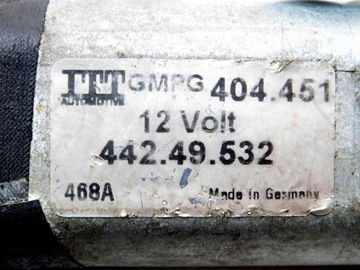 ITT GMPG 404.451
AUTOMOTIVE
12 Volt
442.49.532
468A Made In Germany